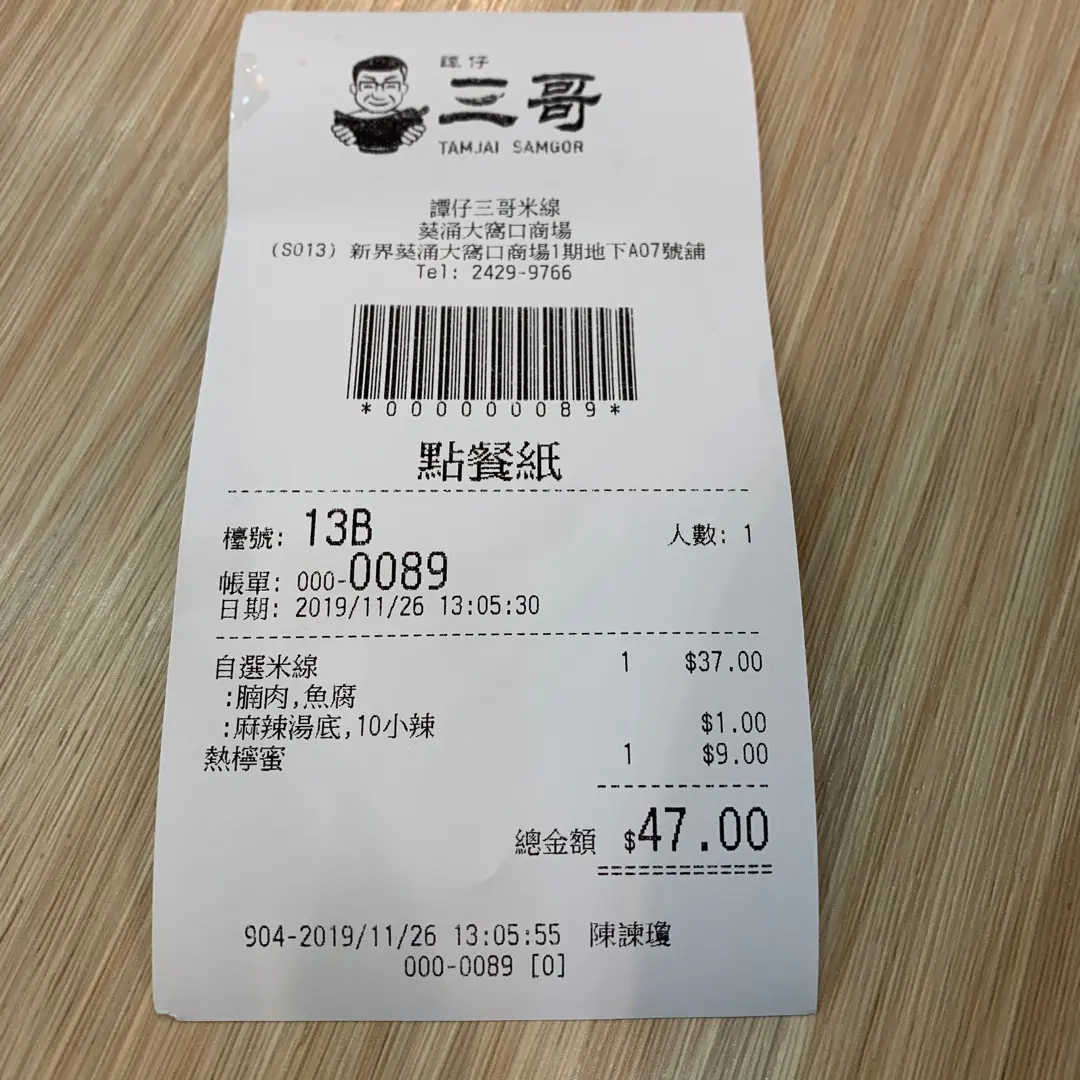 譚仔
三哥
TAMJAI SAMGOR
譚仔三哥米線
葵涌大窩口商場
(S013) 新界葵涌大窩口商場1期地下A07號舖
Tel: 2429-9766
*0000000089*
點餐紙
檯號: 13B 人數: 1
帳單: 000-0089
日期: 2019/11/26 13:05:30
自選米線 1 $37.00
:腩肉,魚腐
:麻辣湯底,10小辣 $1.00
熱檸蜜 1 $9.00
總金額 $47.00
904-2019/11/26 13:05:55 陳諫瓊
000-0089 [0]